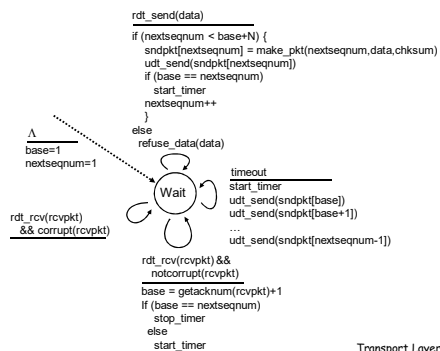 rdt_send(data)
if (nextseqnum < base+N) {
sndpkt[nextseqnum] = make_pkt(nextseqnum,data,chksum)
udt_send(sndpkt[nextseqnum])
if (base == nextseqnum)
start_timer
nextseqnum++
}
else
refuse_data(data)
Λ
base=1
nextseqnum=1
Wait
timeout
start_timer
udt_send(sndpkt[base])
udt_send(sndpkt[base+1])
…
udt_send(sndpkt[nextseqnum-1])
rdt_rcv(rcvpkt)
&& corrupt(rcvpkt)
rdt_rcv(rcvpkt) &&
notcorrupt(rcvpkt)
base = getacknum(rcvpkt)+1
If (base == nextseqnum)
stop_timer
else
start_timer
Transport Layer